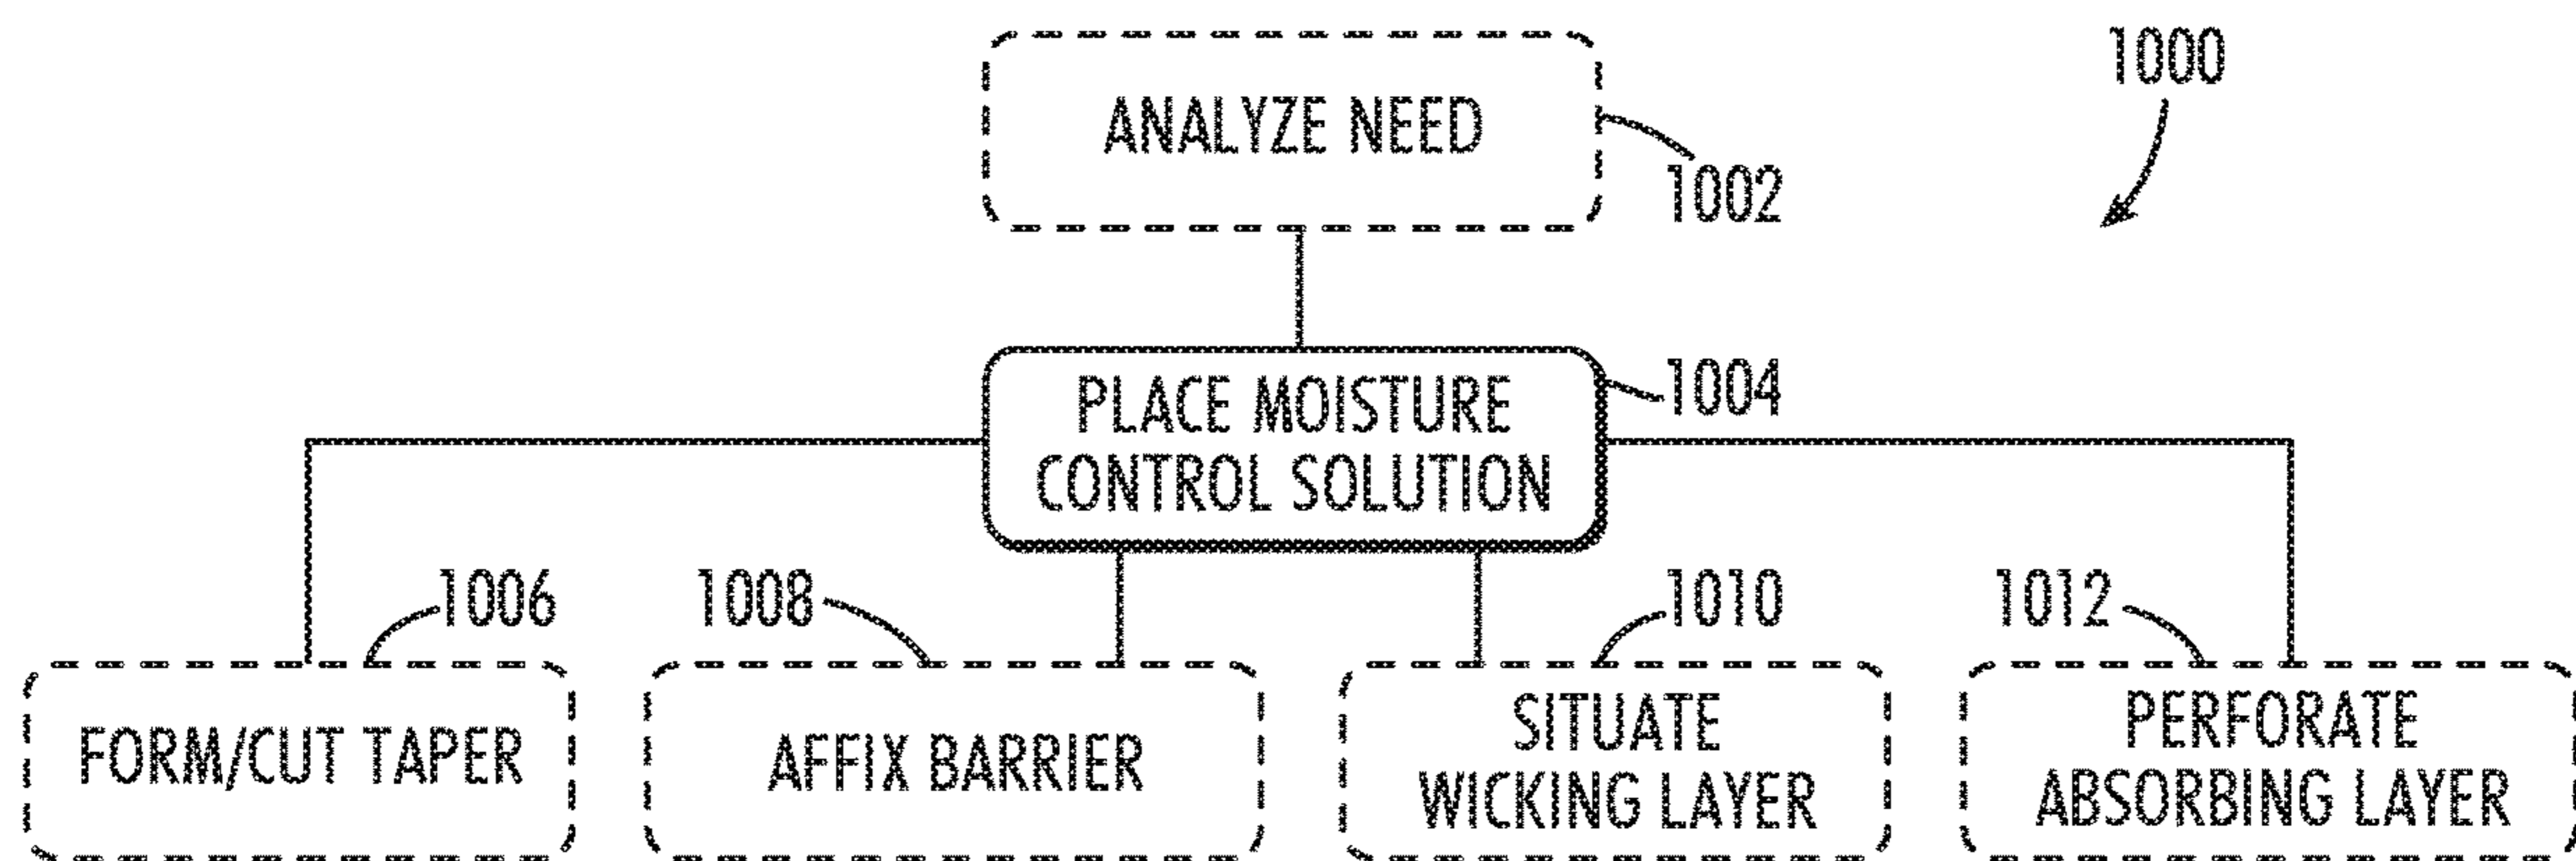 1000
ANALYZE NEED
1002
PLACE MOISTURE
CONTROL SOLUTION
1004
1006
1008
1010
1012
FORM/CUT TAPER
AFFIX BARRIER
SITUATE
WICKING LAYER
PERFORATE
ABSORBING LAYER